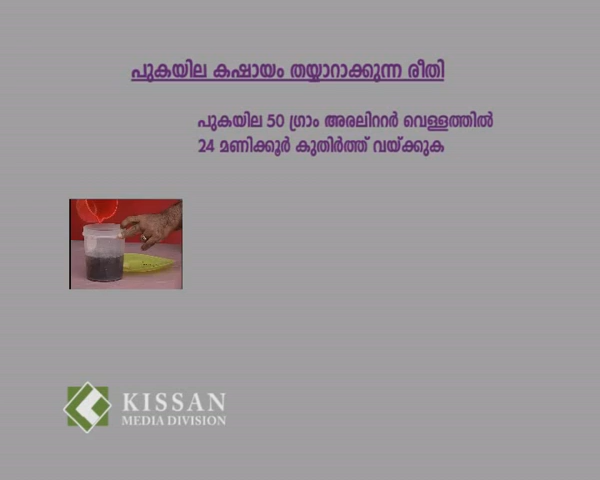 പുകയില കഷായം തയ്യാറാക്കുന്ന രീതി
പുകയില 50 ഗ്രാം അരലിററർ വെള്ളത്തിൽ
24 മണിക്കൂർ കുതിർത്ത് വയ്ക്കുക
KISSAN
MEDIA DIVISION